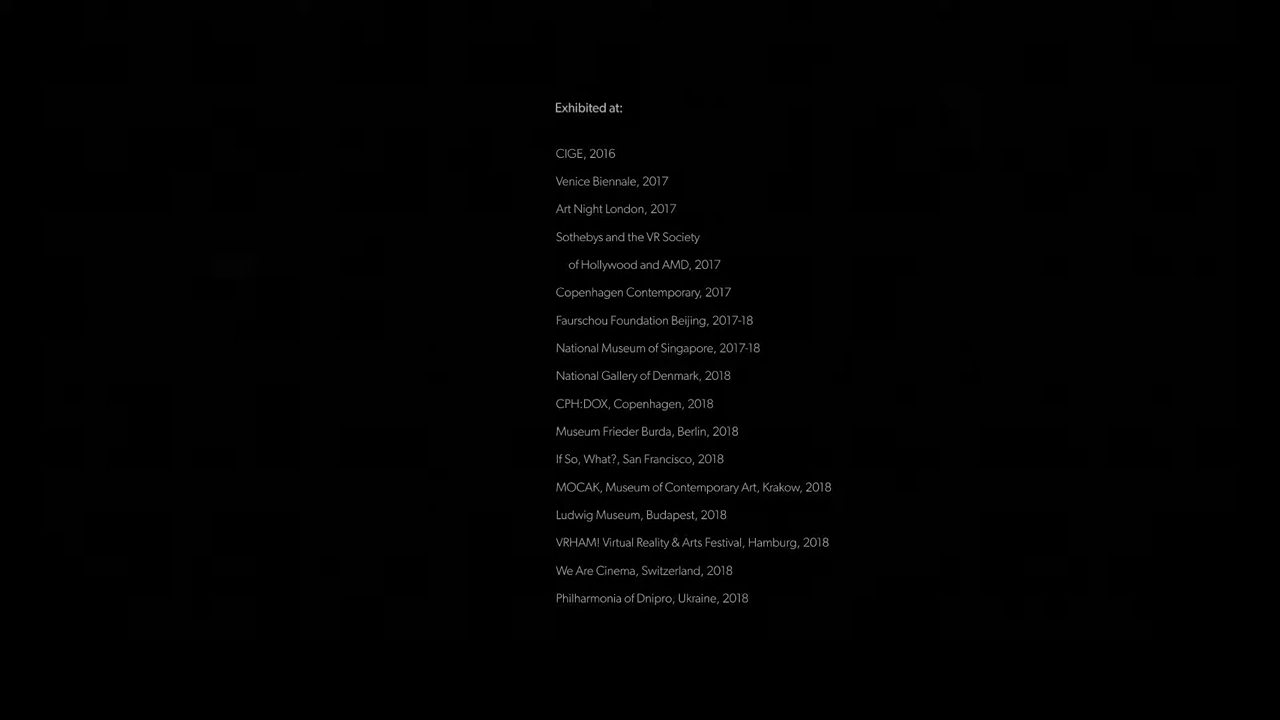 Exhibited at:
CIGE, 2016
Venice Biennale, 2017
Art Night London, 2017
Sothebys and the VR Society
of Hollywood and AMD, 2017
Copenhagen Contemporary, 2017
Faurschou Foundation Beijing, 2017-18
National Museum of Singapore, 2017-18
National Gallery of Denmark, 2018
CPH:DOX, Copenhagen, 2018
Museum Frieder Burda, Berlin, 2018
If So, What?, San Francisco, 2018
MOCAK, Museum of Contemporary Art, Krakow, 2018
Ludwig Museum, Budapest, 2018
VRHAM! Virtual Reality & Arts Festival, Hamburg, 2018
We Are Cinema, Switzerland, 2018
Philharmonia of Dnipro, Ukraine, 2018